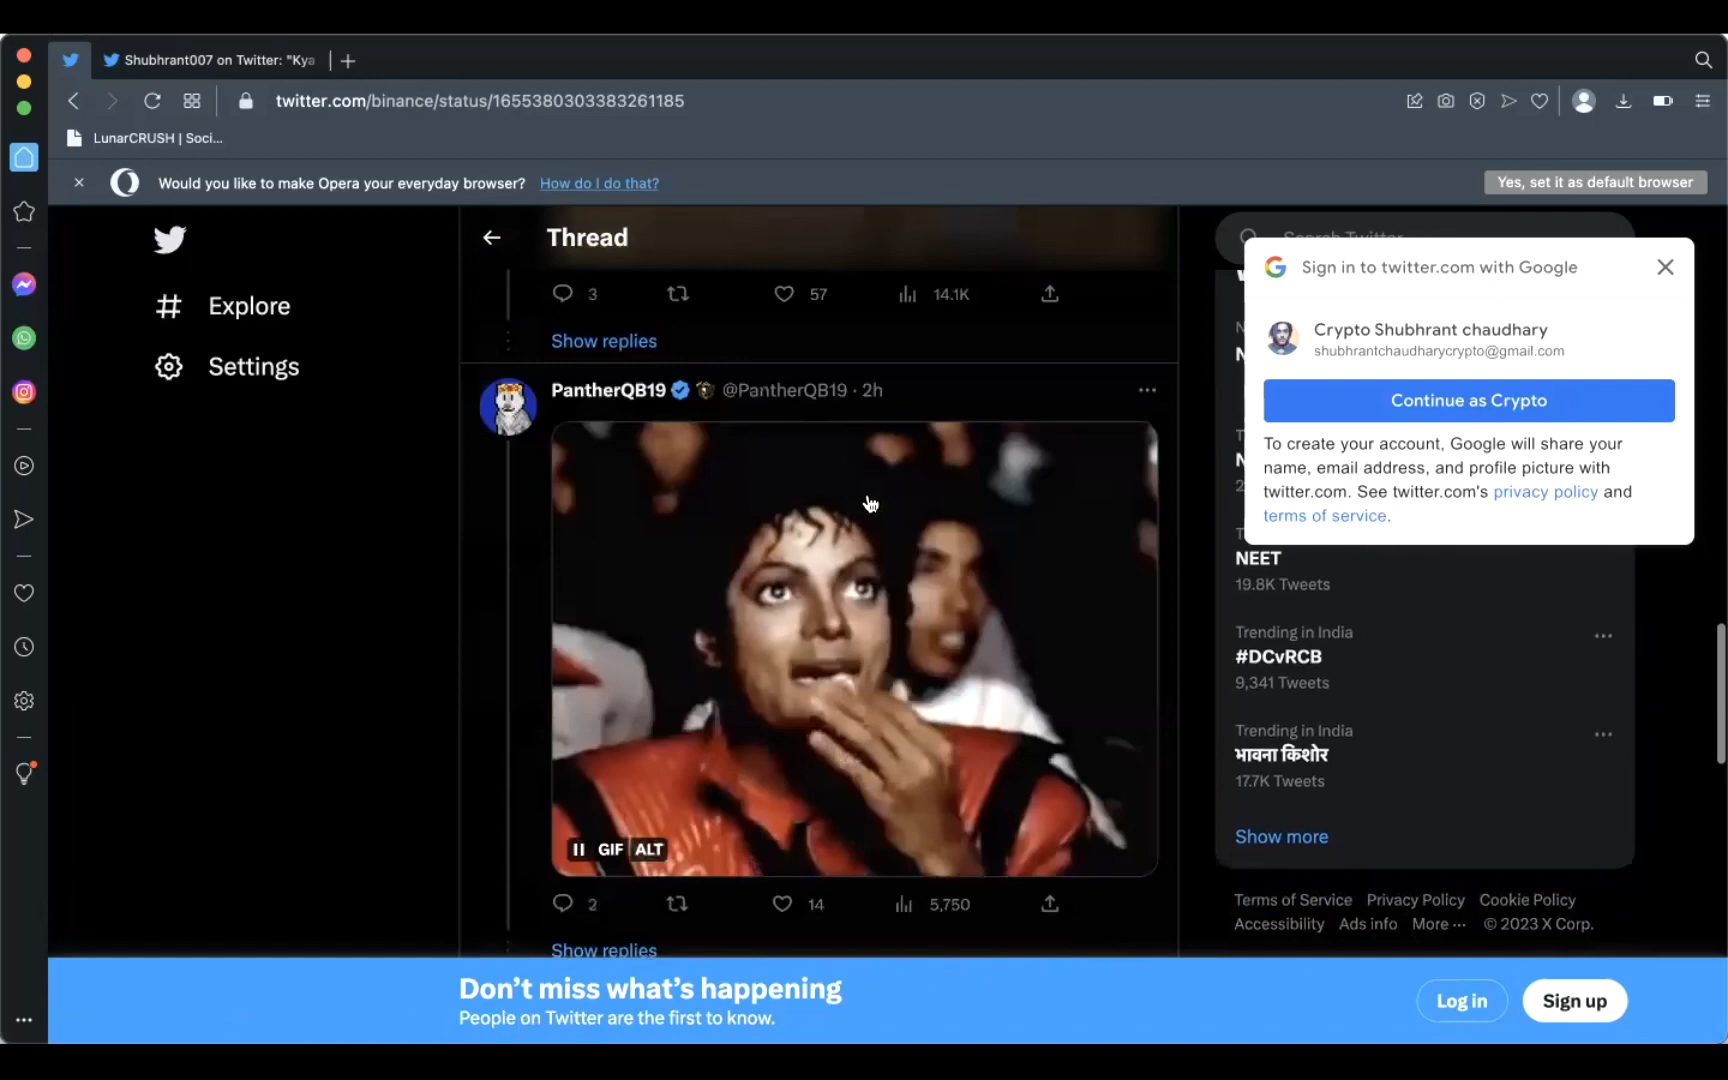 Shubhrant007 on Twitter: "Kya
twitter.com/binance/status/1655380303383261185
LunarCRUSH | Soci...
Would you like to make Opera your everyday browser? How do I do that?
Yes, set it as default browser
Explore
Settings
Thread
3 57 14.1K
Show replies
PantherQB19 @PantherQB19 · 2h
GIF ALT
2 14 5,750
Show replies
Search Twitter
Sign in to twitter.com with Google
Crypto Shubhrant chaudhary
shubhrantchaudharycrypto@gmail.com
Continue as Crypto
To create your account, Google will share your
name, email address, and profile picture with
twitter.com. See twitter.com's privacy policy and
terms of service.
NEET
19.8K Tweets
Trending in India
#DCvRCB
9,341 Tweets
Trending in India
भावना किशोर
17.7K Tweets
Show more
Terms of Service Privacy Policy Cookie Policy
Accessibility Ads info More ··· © 2023 X Corp.
Don't miss what's happening
People on Twitter are the first to know.
Log in
Sign up